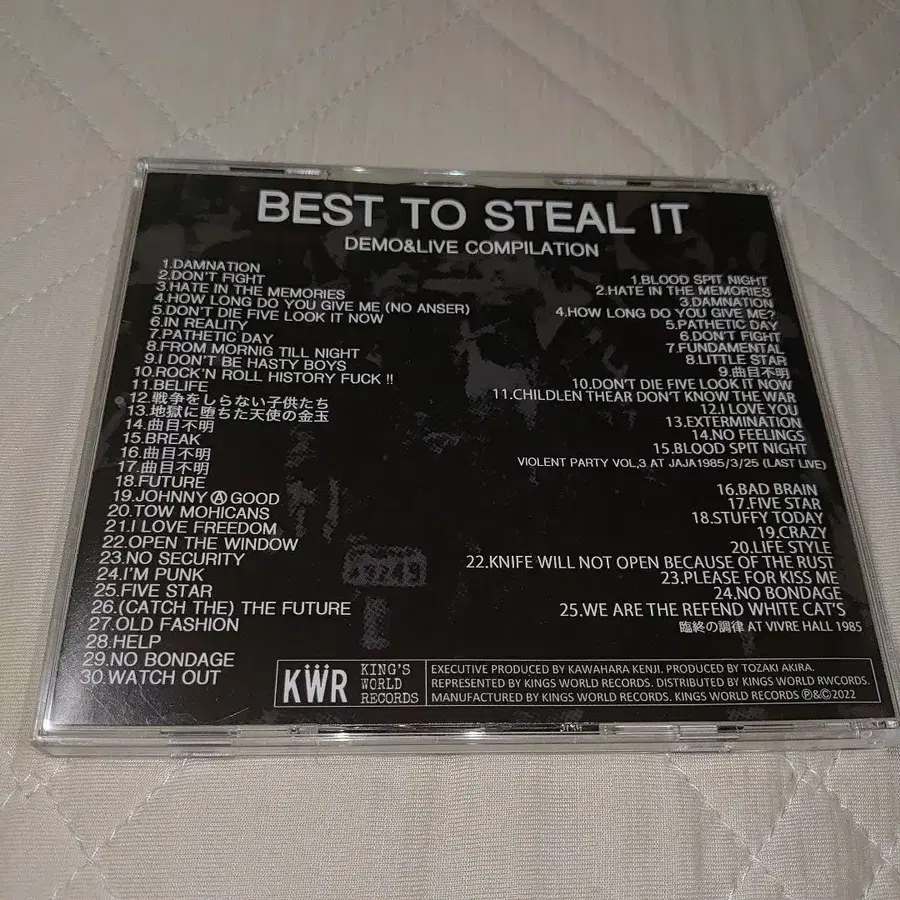 BEST TO STEAL IT
DEMO&LIVE COMPILATION
1.DAMNATION
2.DON'T FIGHT
3.HATE IN THE MEMORIES
4.HOW LONG DO YOU GIVE ME (NO ANSER)
5.DON'T DIE FIVE LOOK IT NOW
6.IN REALITY
7.PATHETIC DAY
8.FROM MORNIG TILL NIGHT
9.I DON'T BE HASTY BOYS
10.ROCK'N ROLL HISTORY FUCK !!
11.BELIFE
12.戦争をしらない子供たち
13.地獄に堕ちた天使の金玉
14.曲目不明
15.BREAK
16.曲目不明
17.曲目不明
18.FUTURE
19.JOHNNY Ⓐ GOOD
20.TOW MOHICANS
21.I LOVE FREEDOM
22.OPEN THE WINDOW
23.NO SECURITY
24.I'M PUNK
25.FIVE STAR
26.(CATCH THE) THE FUTURE
27.OLD FASHION
28.HELP
29.NO BONDAGE
30.WATCH OUT
1.BLOOD SPIT NIGHT
2.HATE IN THE MEMORIES
3.DAMNATION
4.HOW LONG DO YOU GIVE ME?
5.PATHETIC DAY
6.DON'T FIGHT
7.FUNDAMENTAL
8.LITTLE STAR
9.曲目不明
10.DON'T DIE FIVE LOOK IT NOW
11.CHILDLEN THEAR DON'T KNOW THE WAR
12.I LOVE YOU
13.EXTERMINATION
14.NO FEELINGS
15.BLOOD SPIT NIGHT
VIOLENT PARTY VOL,3 AT JAJA1985/3/25 (LAST LIVE)
16.BAD BRAIN
17.FIVE STAR
18.STUFFY TODAY
19.CRAZY
20.LIFE STYLE
22.KNIFE WILL NOT OPEN BECAUSE OF THE RUST
23.PLEASE FOR KISS ME
24.NO BONDAGE
25.WE ARE THE REFEND WHITE CAT'S
臨終の調律 AT VIVRE HALL 1985
KWR
KING'S
WORLD
RECORDS
EXECUTIVE PRODUCED BY KAWAHARA KENJI. PRODUCED BY TOZAKI AKIRA.
REPRESENTED BY KINGS WORLD RECORDS. DISTRIBUTED BY KINGS WORLD RWCORDS.
MANUFACTURED BY KINGS WORLD RECORDS. KINGS WORLD RECORDS ℗&©2022